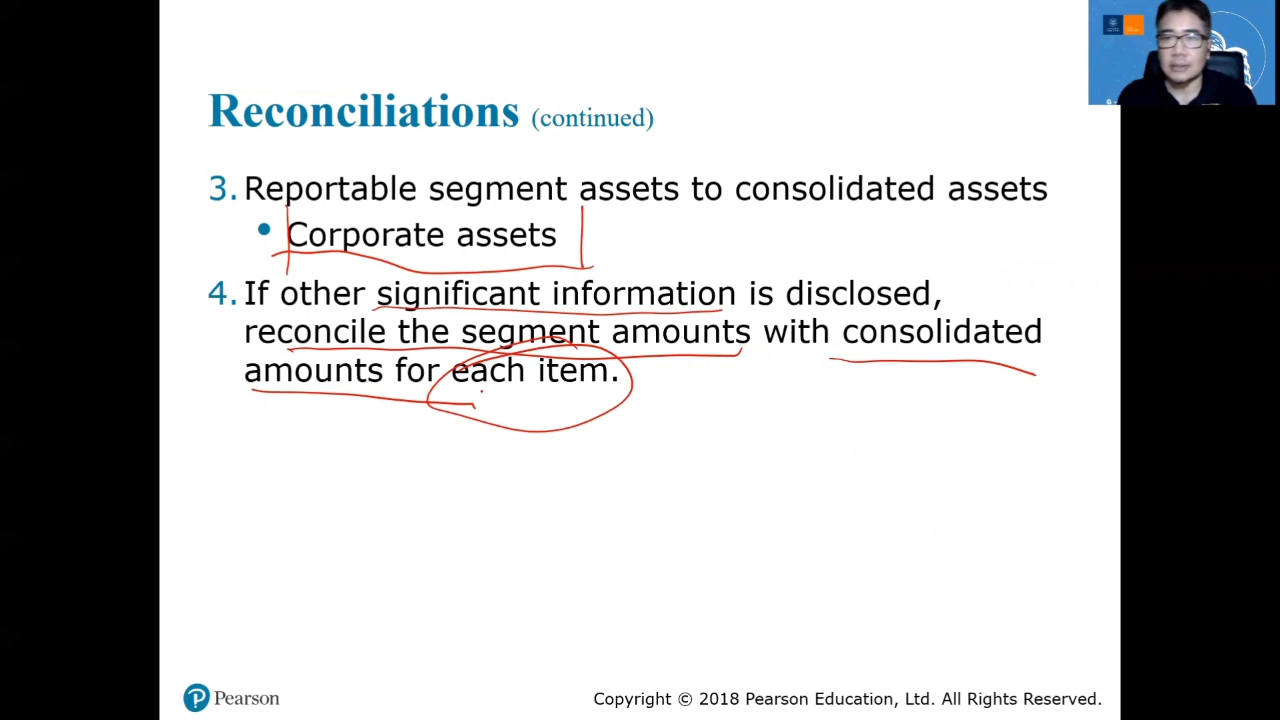 Reconciliations (continued)
3. Reportable segment assets to consolidated assets
• Corporate assets
4. If other significant information is disclosed,
reconcile the segment amounts with consolidated
amounts for each item.
Pearson
Copyright © 2018 Pearson Education, Ltd. All Rights Reserved.